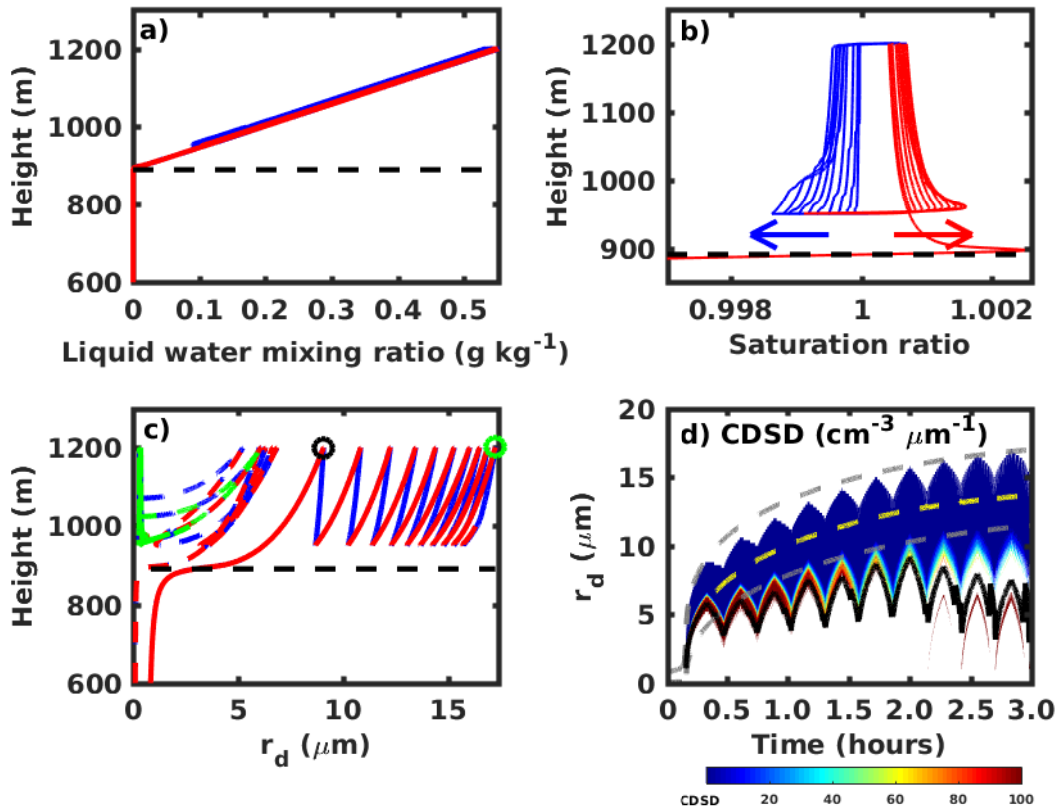 a)
1200
1000
800
600
Height (m)
0 0.1 0.2 0.3 0.4 0.5
Liquid water mixing ratio (g kg-1)
b)
1200
1100
1000
900
Height (m)
0.998 1 1.002
Saturation ratio
c)
1200
1000
800
600
Height (m)
0 5 10 15
rd (μm)
d) CDSD (cm-3 μm-1)
20
15
10
5
0
rd (μm)
0 0.5 1.0 1.5 2.0 2.5 3.0
Time (hours)
CDSD 20 40 60 80 100